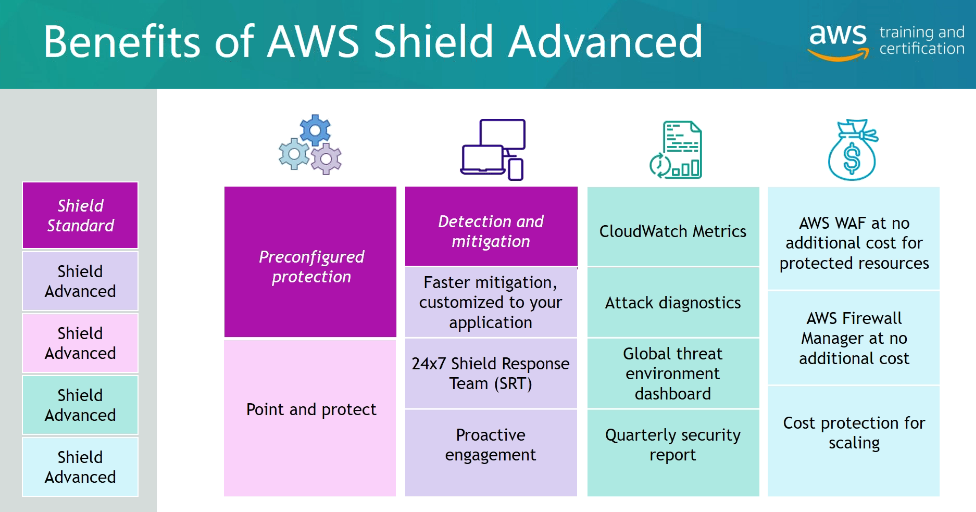 Benefits of AWS Shield Advanced
aws training and
certification
Shield
Standard
Shield
Advanced
Shield
Advanced
Shield
Advanced
Shield
Advanced
Preconfigured
protection
Point and protect
Detection and
mitigation
Faster mitigation,
customized to your
application
24x7 Shield Response
Team (SRT)
Proactive
engagement
CloudWatch Metrics
Attack diagnostics
Global threat
environment
dashboard
Quarterly security
report
$
AWS WAF at no
additional cost for
protected resources
AWS Firewall
Manager at no
additional cost
Cost protection for
scaling